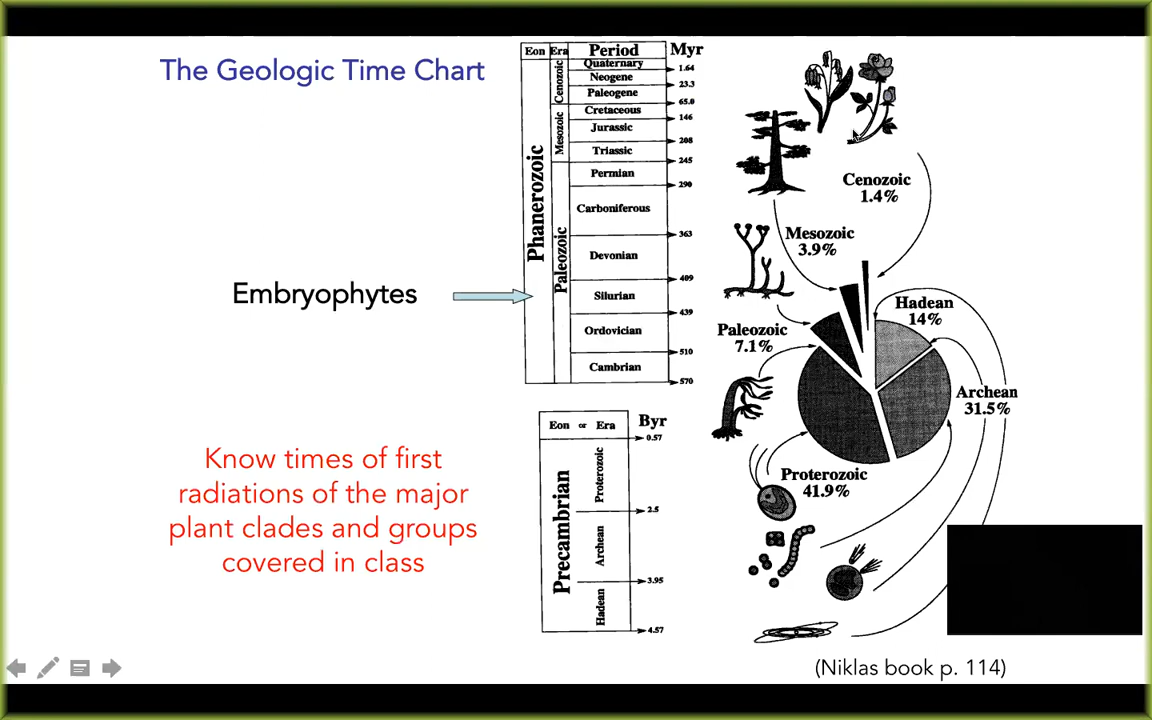 The Geologic Time Chart
Embryophytes
Know times of first
radiations of the major
plant clades and groups
covered in class
Eon Era Period Myr
Phanerozoic
Cenozoic
Mesozoic
Paleozoic
Quaternary
1.64
Neogene
23.3
Paleogene
65.0
Cretaceous
146
Jurassic
208
Triassic
245
Permian
290
Carboniferous
363
Devonian
409
Silurian
439
Ordovician
510
Cambrian
570
Eon or Era Byr
0.57
Precambrian
Proterozoic
2.5
Archean
3.95
Hadean
4.57
Cenozoic
1.4%
Mesozoic
3.9%
Hadean
14%
Paleozoic
7.1%
Archean
31.5%
Proterozoic
41.9%
(Niklas book p. 114)